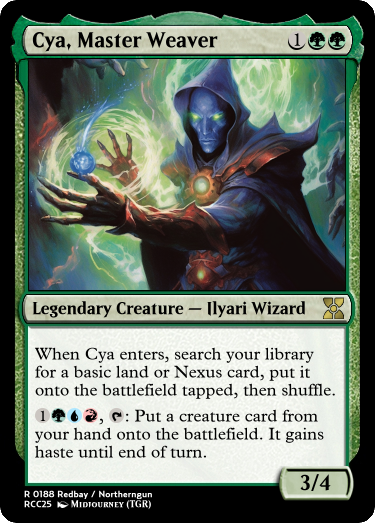 Cya, Master Weaver 1
Legendary Creature — Ilyari Wizard
When Cya enters, search your library
for a basic land or Nexus card, put it
onto the battlefield tapped, then shuffle.
1, : Put a creature card from
your hand onto the battlefield. It gains
haste until end of turn.
3/4
R 0188 Redbay / Northerngun
RCC25 Midjourney (TGR)